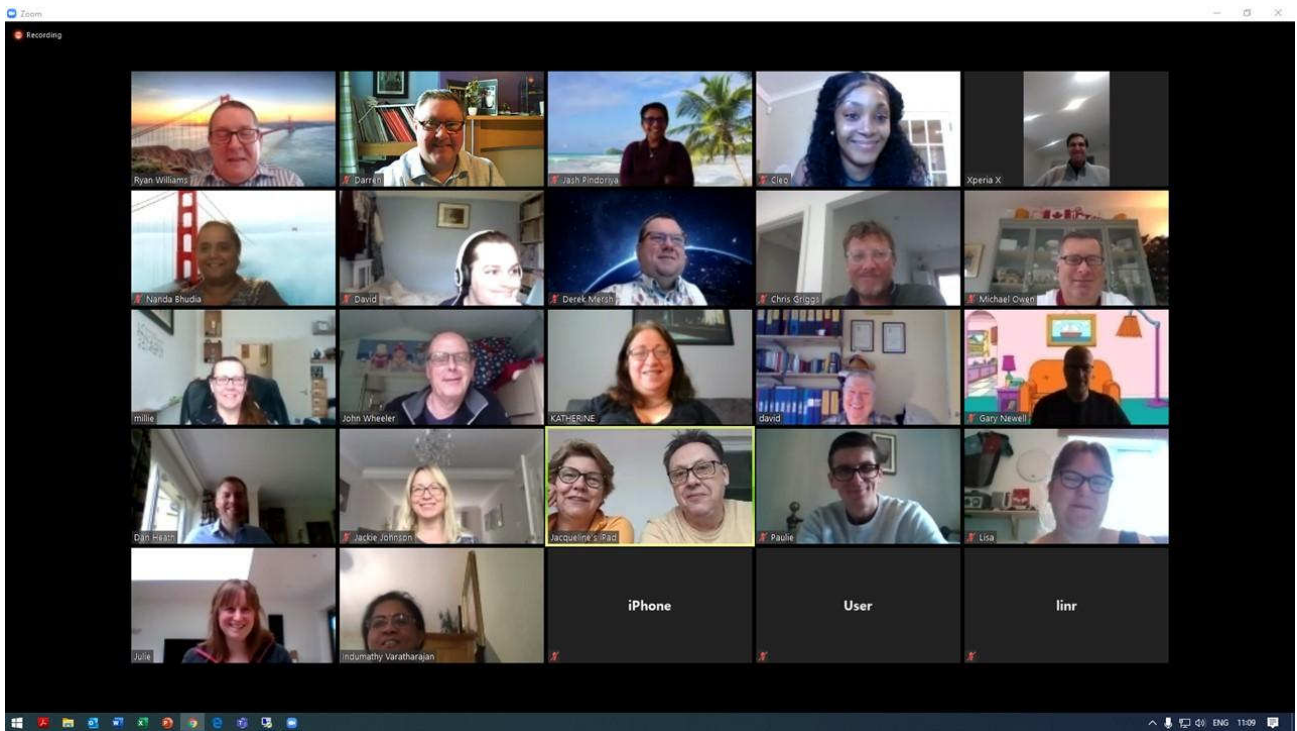 Zoom
Recording
Ryan Williams
Darren
Jash Pindoriya
Cleo
Xperia X
Nanda Bhudia
David
Derek Mersh
Chris Griggs
Michael Owen
millie
John Wheeler
KATHERINE
david
Gary Newell
Dan Heath
Jackie Johnson
Jacqueline's iPad
Paulie
Lisa
Julie
Indumathy Varatharajan
iPhone
User
linr
ENG 11:09